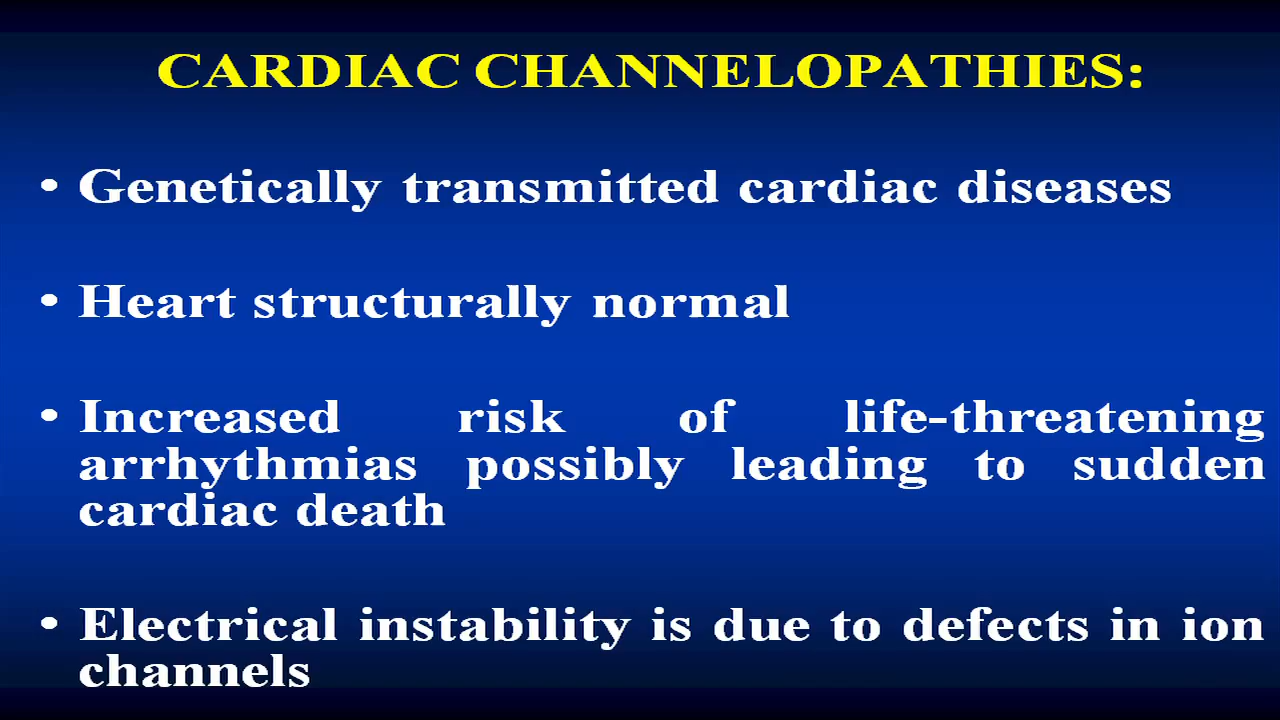 CARDIAC CHANNELOPATHIES:
• Genetically transmitted cardiac diseases
• Heart structurally normal
• Increased risk of life-threatening
arrhythmias possibly leading to sudden
cardiac death
• Electrical instability is due to defects in ion
channels